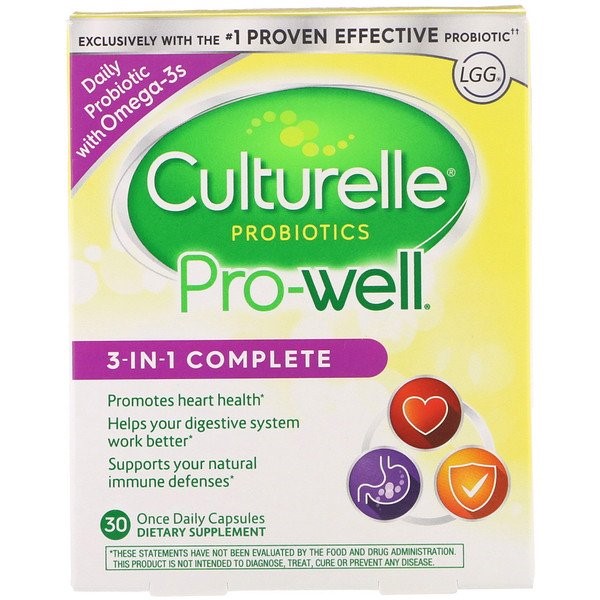 EXCLUSIVELY WITH THE #1 PROVEN EFFECTIVE PROBIOTIC††
LGG®
Daily
Probiotic
with Omega-3s
Culturelle®
PROBIOTICS
Pro-well®
3-IN-1 COMPLETE
Promotes heart health*
Helps your digestive system
work better*
Supports your natural
immune defenses*
30 Once Daily Capsules
DIETARY SUPPLEMENT
*THESE STATEMENTS HAVE NOT BEEN EVALUATED BY THE FOOD AND DRUG ADMINISTRATION.
THIS PRODUCT IS NOT INTENDED TO DIAGNOSE, TREAT, CURE OR PREVENT ANY DISEASE.